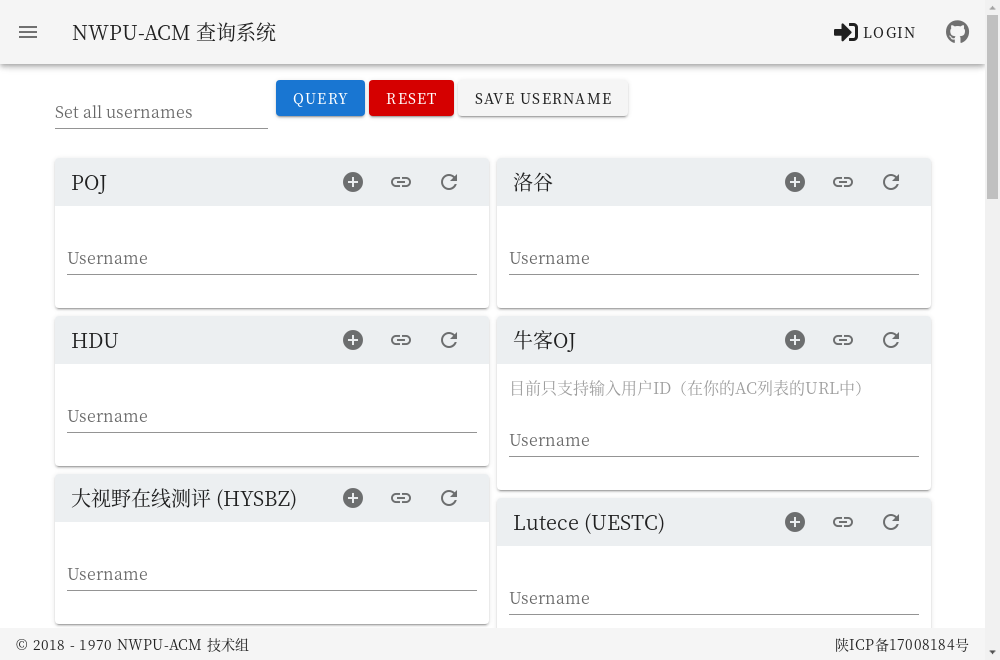 NWPU-ACM 查询系统
LOGIN
Set all usernames
QUERY
RESET
SAVE USERNAME
POJ
Username
洛谷
Username
HDU
Username
牛客OJ
目前只支持输入用户ID（在你的AC列表的URL中）
Username
大视野在线测评 (HYSBZ)
Username
Lutece (UESTC)
Username
© 2018 - 1970 NWPU-ACM 技术组
陕ICP备17008184号